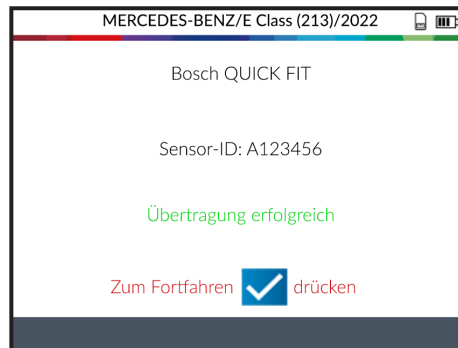 MERCEDES-BENZ/E Class (213)/2022
Bosch QUICK FIT
Sensor-ID: A123456
Übertragung erfolgreich
Zum Fortfahren drücken